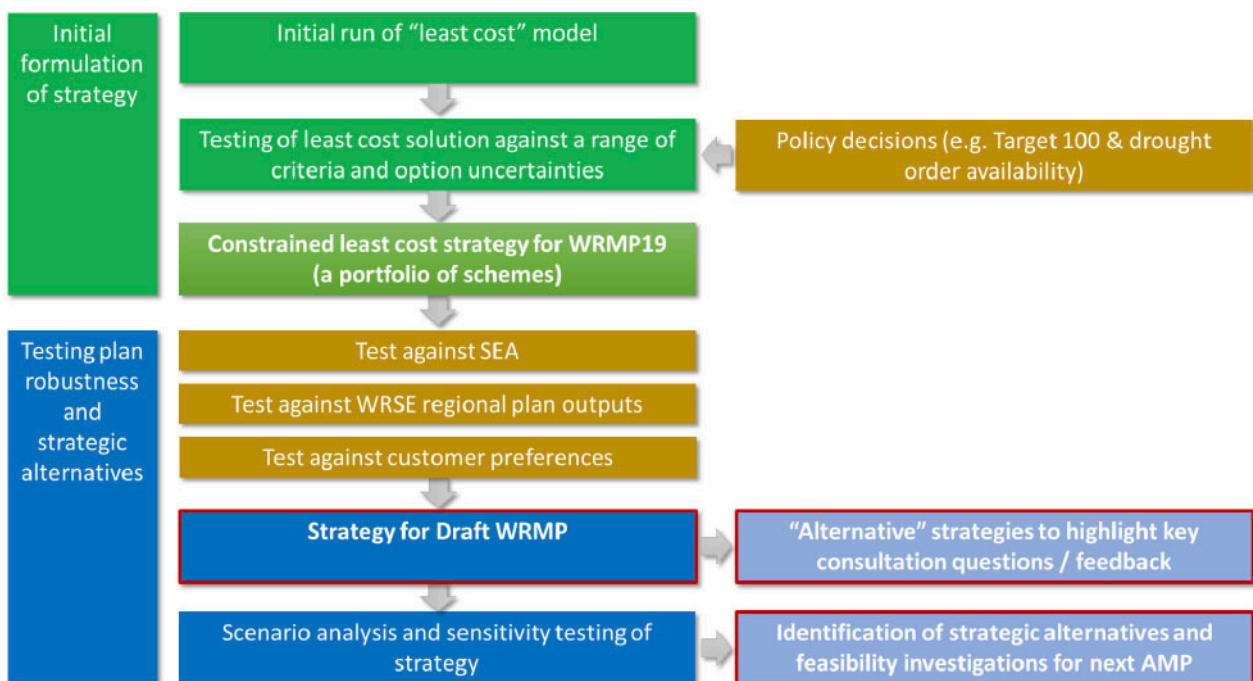 Initial
formulation
of strategy
Initial run of “least cost” model
Testing of least cost solution against a range of
criteria and option uncertainties
Policy decisions (e.g. Target 100 & drought
order availability)
Constrained least cost strategy for WRMP19
(a portfolio of schemes)
Testing plan
robustness
and
strategic
alternatives
Test against SEA
Test against WRSE regional plan outputs
Test against customer preferences
Strategy for Draft WRMP
“Alternative” strategies to highlight key
consultation questions / feedback
Scenario analysis and sensitivity testing of
strategy
Identification of strategic alternatives and
feasibility investigations for next AMP